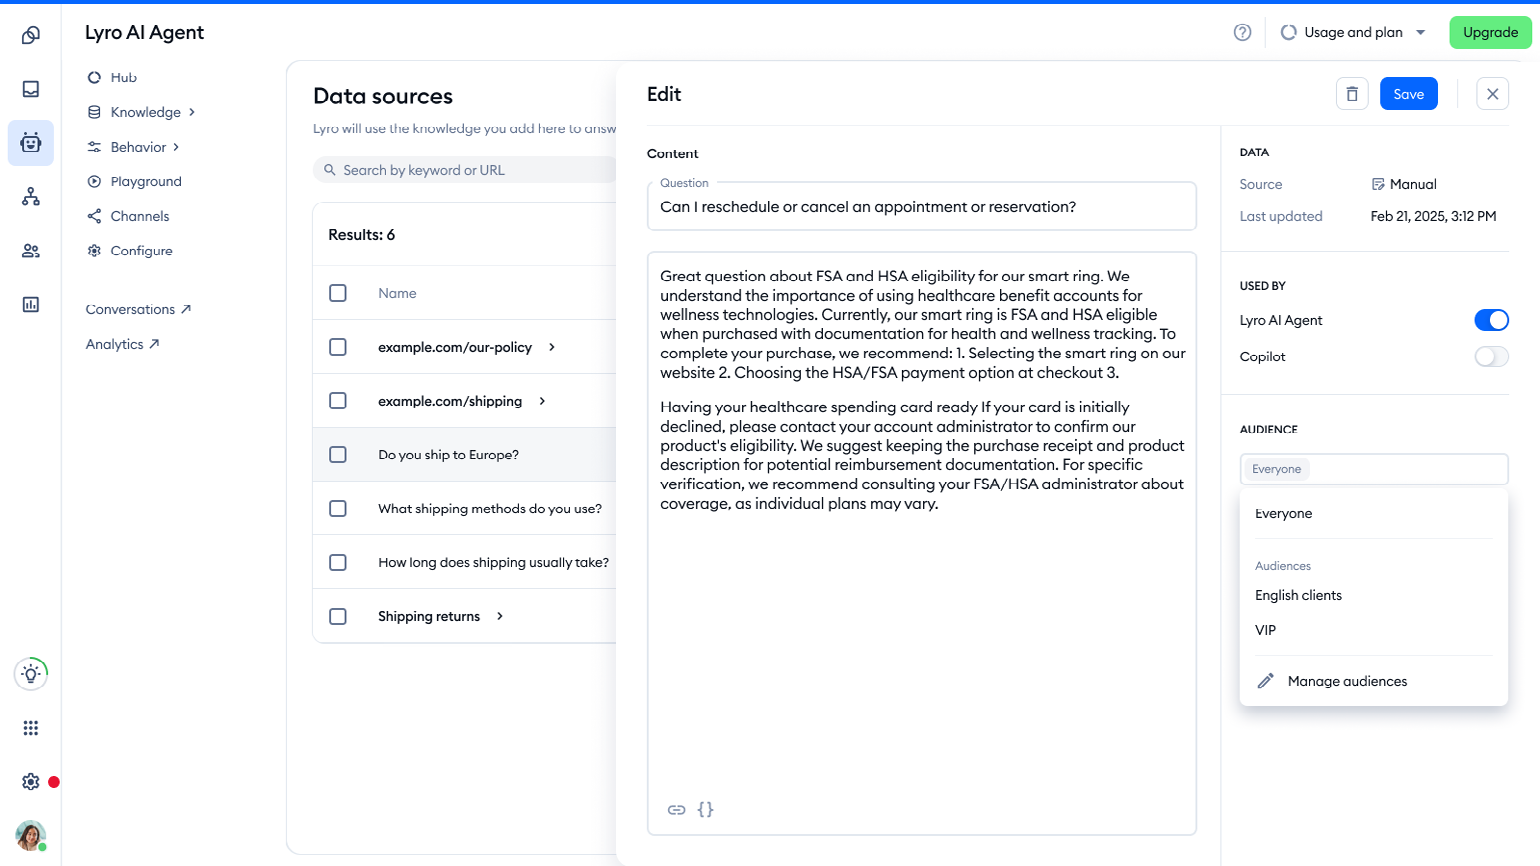 Lyro AI Agent
Usage and plan
Upgrade
Hub
Knowledge
Behavior
Playground
Channels
Configure
Conversations
Analytics
Data sources
Lyro will use the knowledge you add here to answ
Search by keyword or URL
Results: 6
Name
example.com/our-policy
example.com/shipping
Do you ship to Europe?
What shipping methods do you use?
How long does shipping usually take?
Shipping returns
Edit
Save
Content
Question
Can I reschedule or cancel an appointment or reservation?
Great question about FSA and HSA eligibility for our smart ring. We
understand the importance of using healthcare benefit accounts for
wellness technologies. Currently, our smart ring is FSA and HSA eligible
when purchased with documentation for health and wellness tracking. To
complete your purchase, we recommend: 1. Selecting the smart ring on our
website 2. Choosing the HSA/FSA payment option at checkout 3.
Having your healthcare spending card ready If your card is initially
declined, please contact your account administrator to confirm our
product's eligibility. We suggest keeping the purchase receipt and product
description for potential reimbursement documentation. For specific
verification, we recommend consulting your FSA/HSA administrator about
coverage, as individual plans may vary.
DATA
Source
Manual
Last updated
Feb 21, 2025, 3:12 PM
USED BY
Lyro AI Agent
Copilot
AUDIENCE
Everyone
Everyone
Audiences
English clients
VIP
Manage audiences